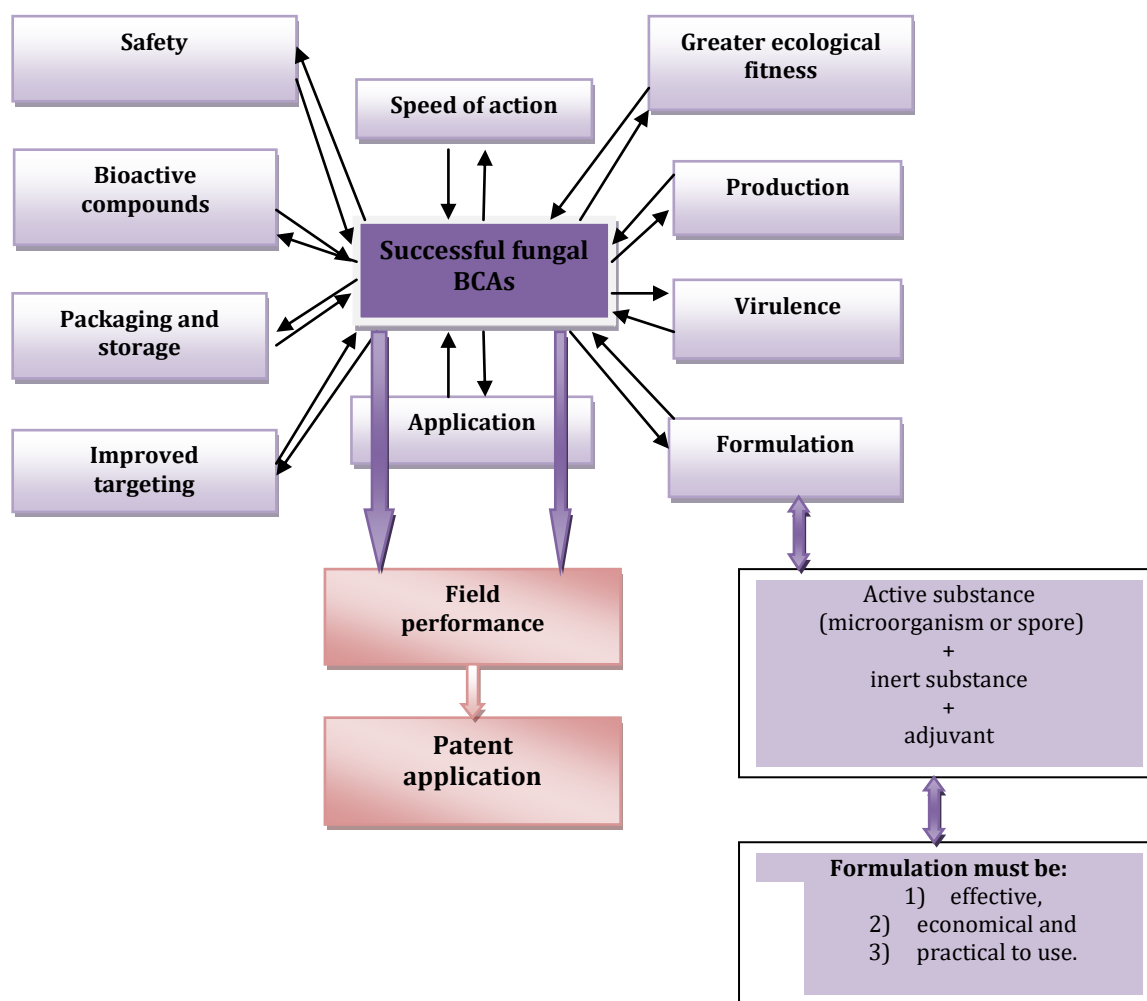 Safety
Greater ecological
fitness
Speed of action
Bioactive
compounds
Production
Successful fungal
BCAs
Packaging and
storage
Virulence
Improved
targeting
Application
Formulation
Field
performance
Active substance
(microorganism or spore)
+
inert substance
+
adjuvant
Patent
application
Formulation must be:
1) effective,
2) economical and
3) practical to use.